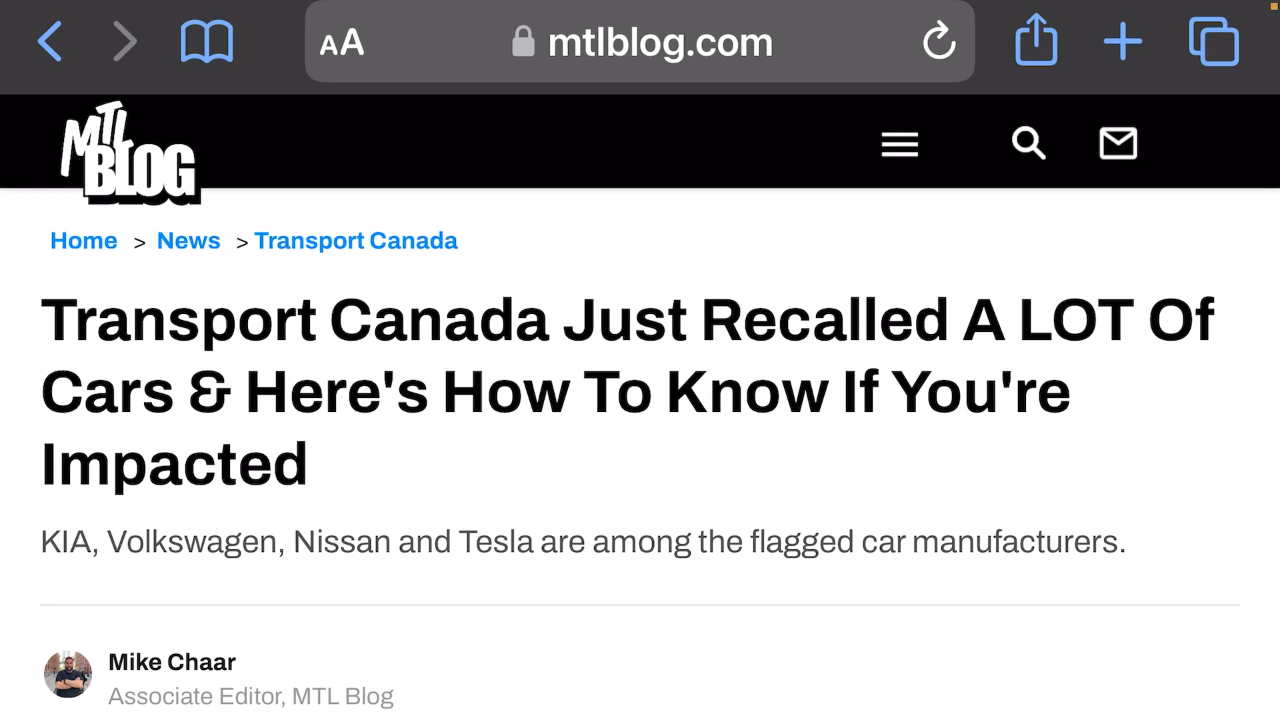 AA mtlblog.com
MTL
BLOG
Home > News > Transport Canada
Transport Canada Just Recalled A LOT Of
Cars & Here's How To Know If You're
Impacted
KIA, Volkswagen, Nissan and Tesla are among the flagged car manufacturers.
Mike Chaar
Associate Editor, MTL Blog